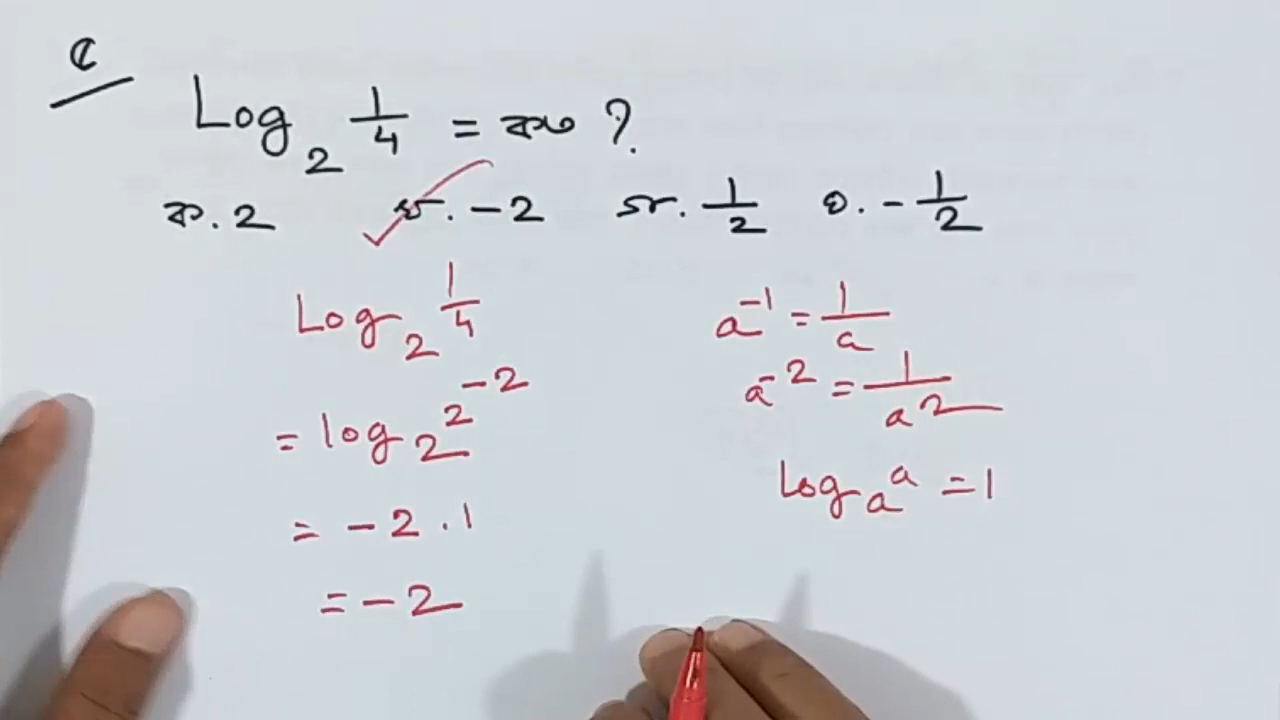 ৫
Log₂ 1/4 = কত ?
ক. 2 খ. -2 গ. 1/2 ঘ. -1/2
Log₂ 1/4
a⁻¹ = 1/a
= log₂ 2⁻²
a⁻² = 1/a²
= -2 . 1
logₐ a = 1
= -2